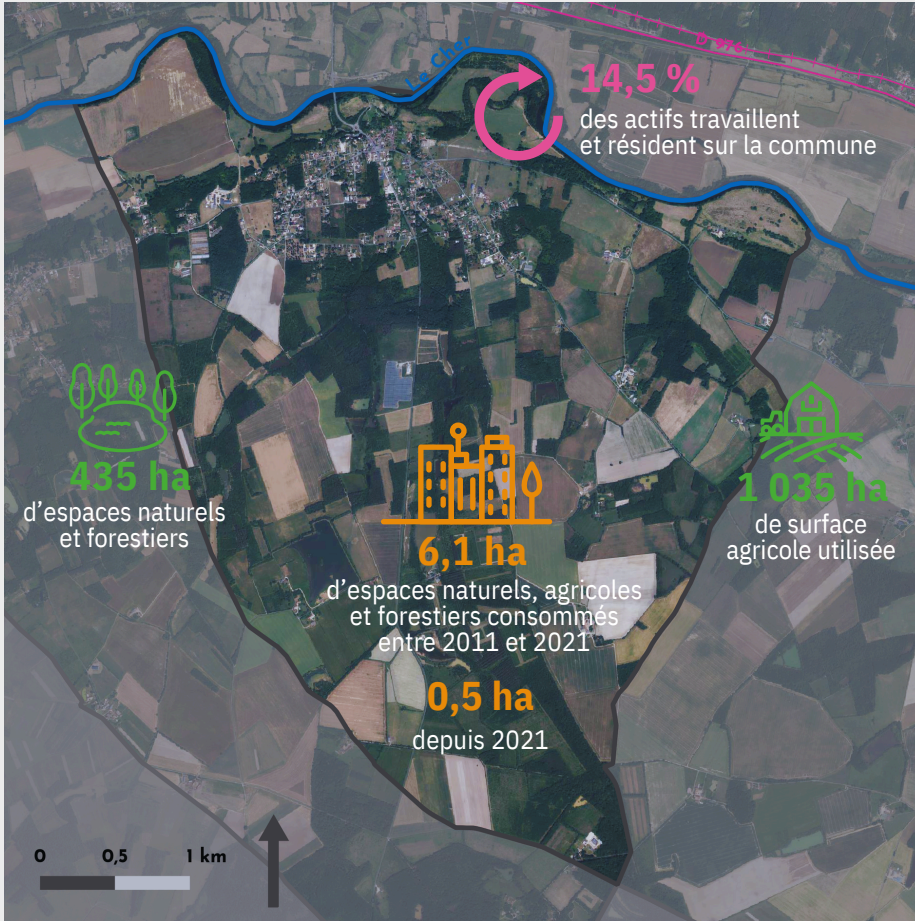 D 976
Le Cher
14,5 %
des actifs travaillent
et résident sur la commune
435 ha
d'espaces naturels
et forestiers
1 035 ha
de surface
agricole utilisée
6,1 ha
d'espaces naturels, agricoles
et forestiers consommés
entre 2011 et 2021
0,5 ha
depuis 2021
0 0,5 1 km